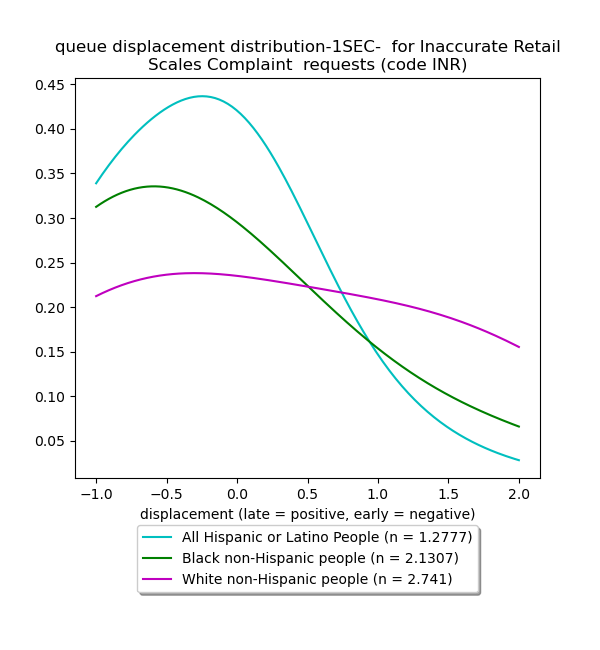 queue displacement distribution-1SEC-  for Inaccurate Retail
Scales Complaint  requests (code INR)
0.45
0.40
0.35
0.30
0.25
0.20
0.15
0.10
0.05
−1.0 −0.5 0.0 0.5 1.0 1.5 2.0
displacement (late = positive, early = negative)
All Hispanic or Latino People (n = 1.2777)
Black non-Hispanic people (n = 2.1307)
White non-Hispanic people (n = 2.741)